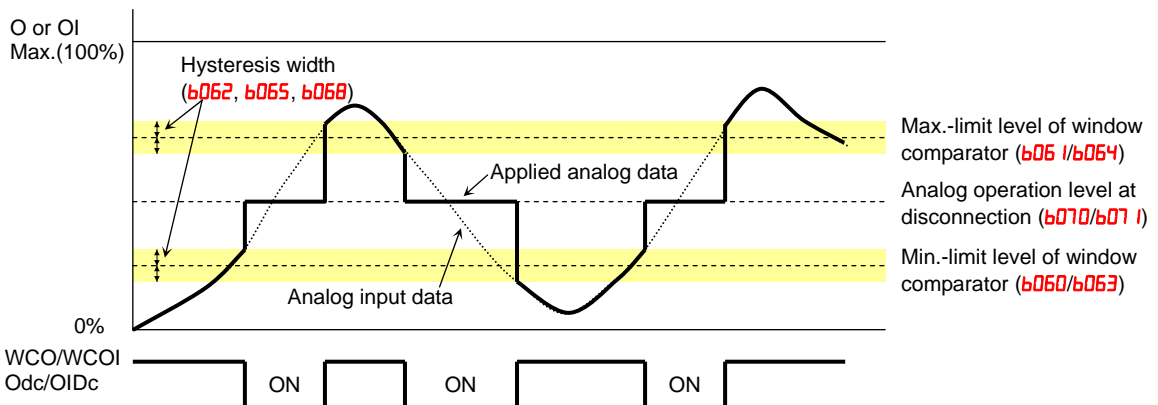 O or OI
Max.(100%)
Hysteresis width
(b062, b065, b068)
Max.-limit level of window
comparator (b061/b064)
Applied analog data
Analog operation level at
disconnection (b070/b071)
Min.-limit level of window
comparator (b060/b063)
Analog input data
0%
WCO/WCOI
Odc/OIDc
ON
ON
ON